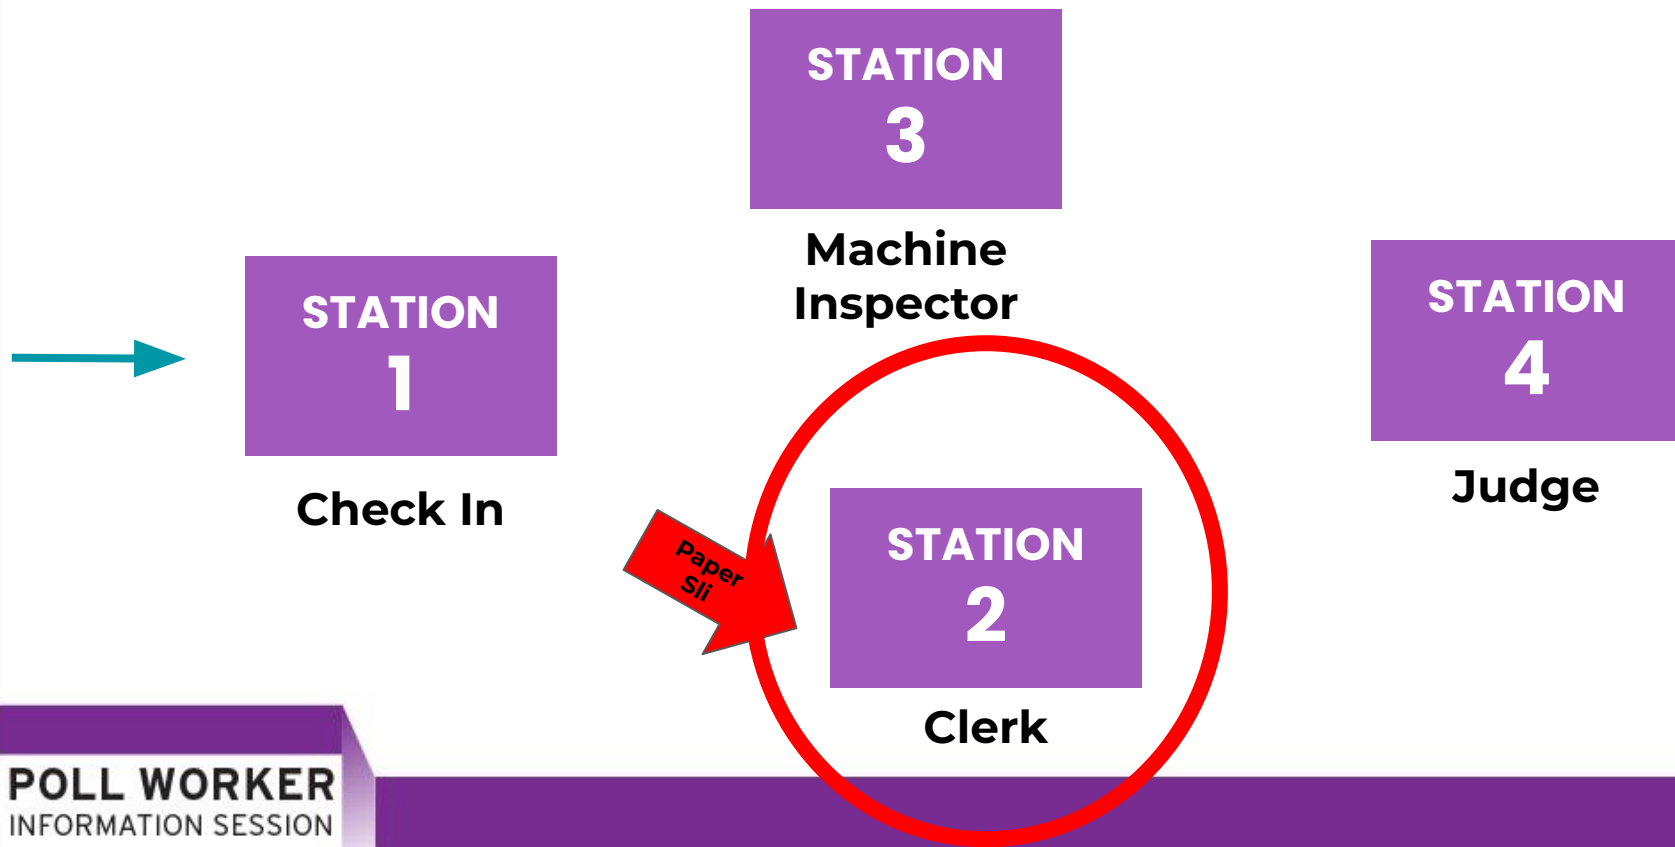 STATION
3
Machine
Inspector
STATION
1
Check In
STATION
4
Judge
Paper
Sli
STATION
2
Clerk
POLL WORKER
INFORMATION SESSION